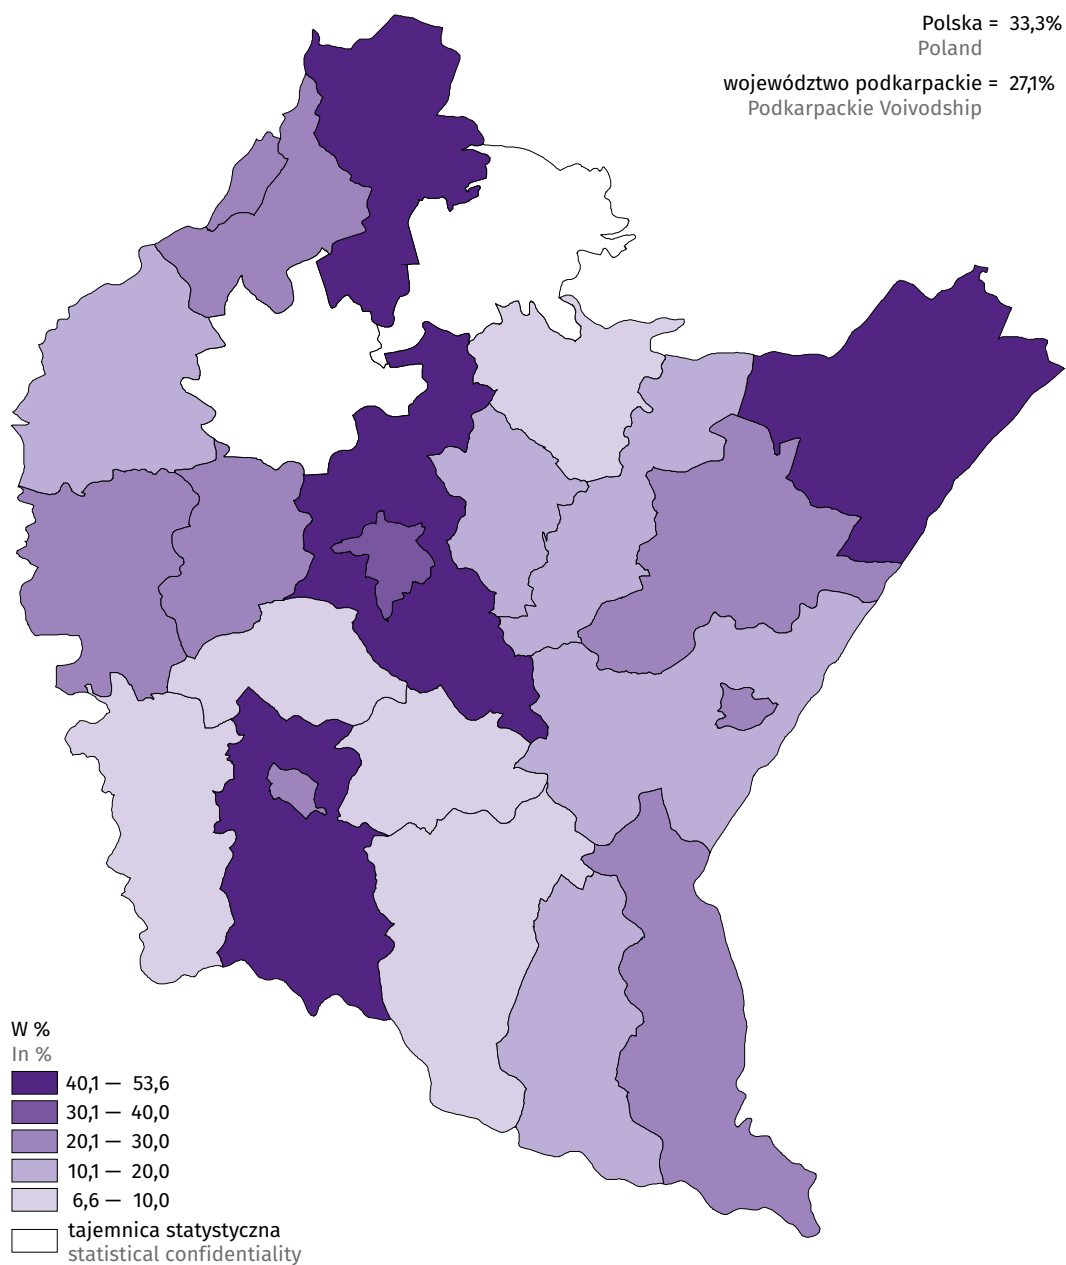 Polska = 33,3%
Poland
województwo podkarpackie = 27,1%
Podkarpackie Voivodship
W %
In %
40,1 — 53,6
30,1 — 40,0
20,1 — 30,0
10,1 — 20,0
6,6 — 10,0
tajemnica statystyczna
statistical confidentiality